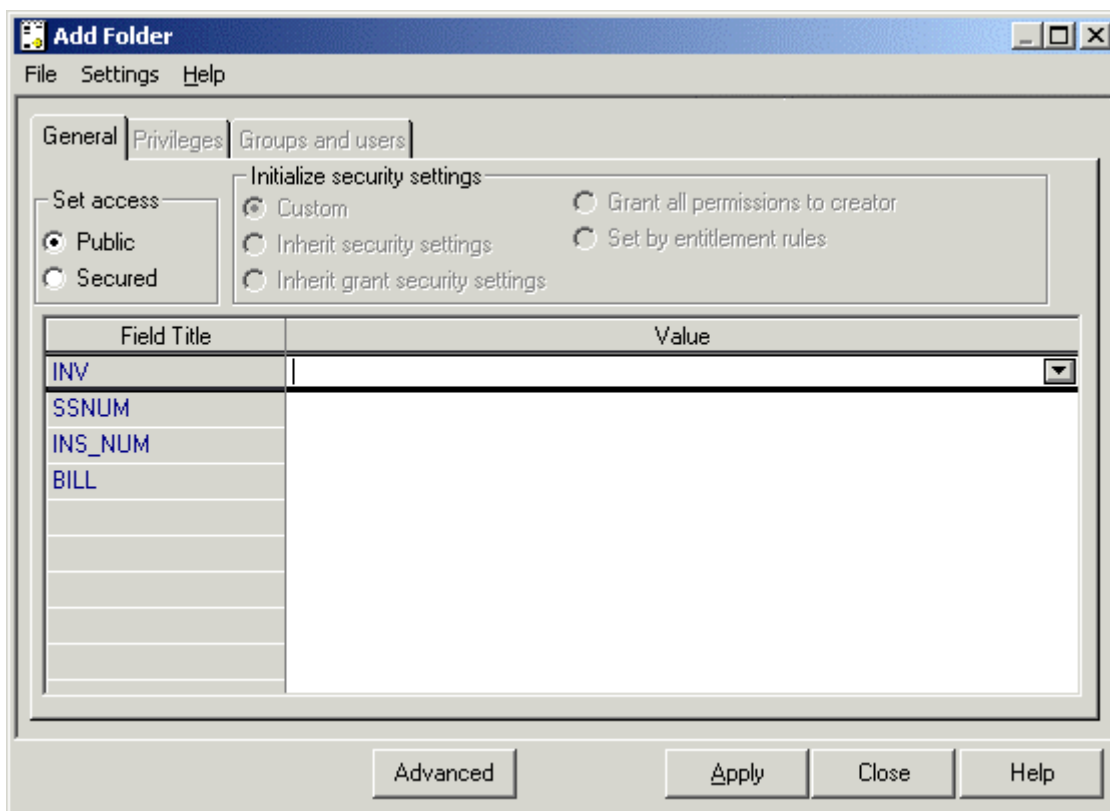 Add Folder
File Settings Help
General Privileges Groups and users
Set access
Public
Secured
Initialize security settings
Custom
Inherit security settings
Inherit grant security settings
Grant all permissions to creator
Set by entitlement rules
Field Title Value
INV
SSNUM
INS_NUM
BILL
Advanced Apply Close Help